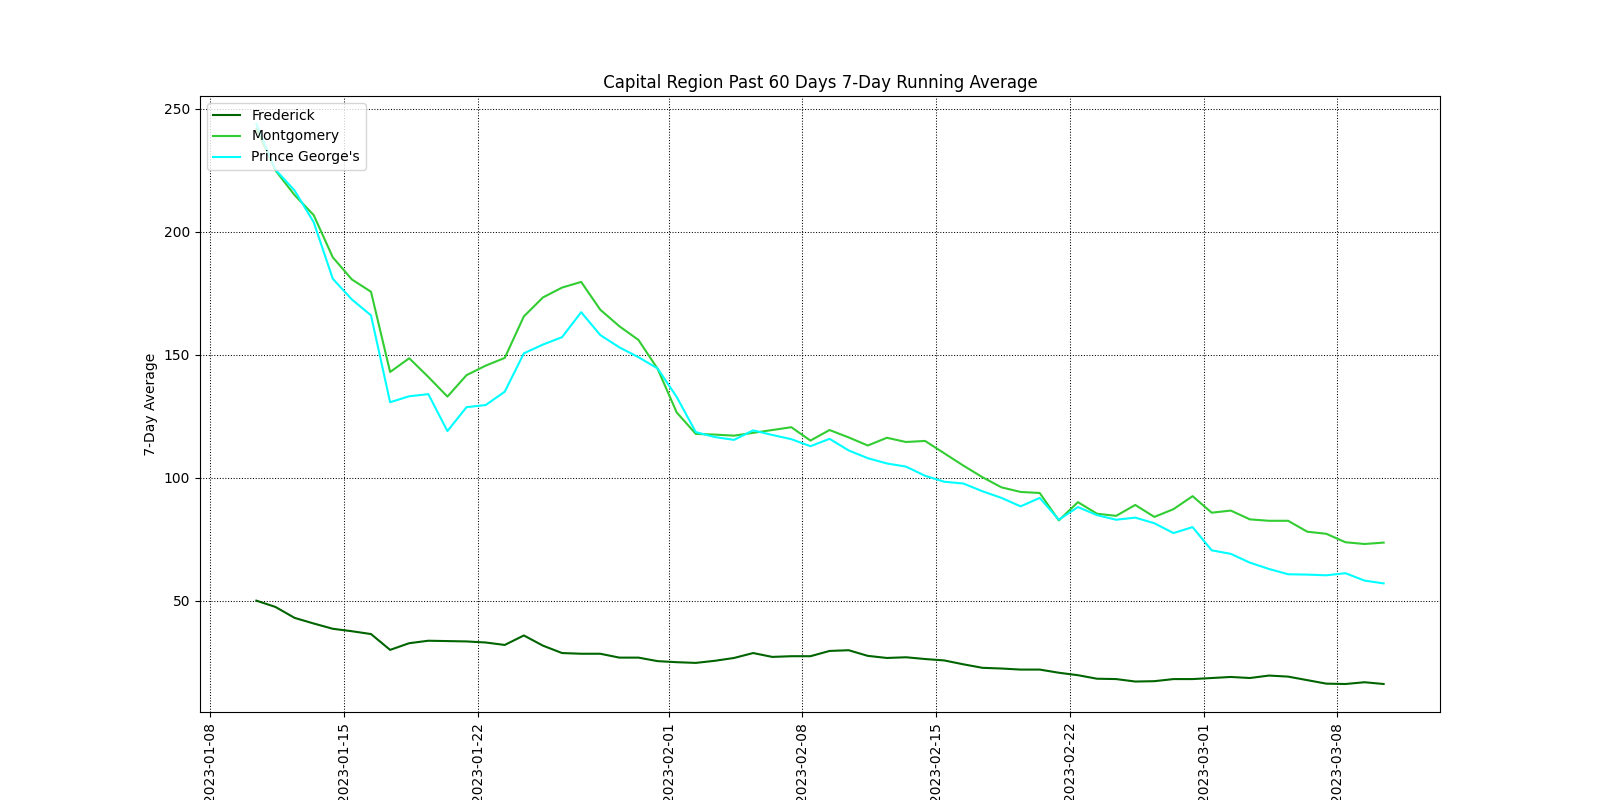 Capital Region Past 60 Days 7-Day Running Average
Frederick
Montgomery
Prince George's
7-Day Average
250
200
150
100
50
2023-01-08
2023-01-15
2023-01-22
2023-02-01
2023-02-08
2023-02-15
2023-02-22
2023-03-01
2023-03-08